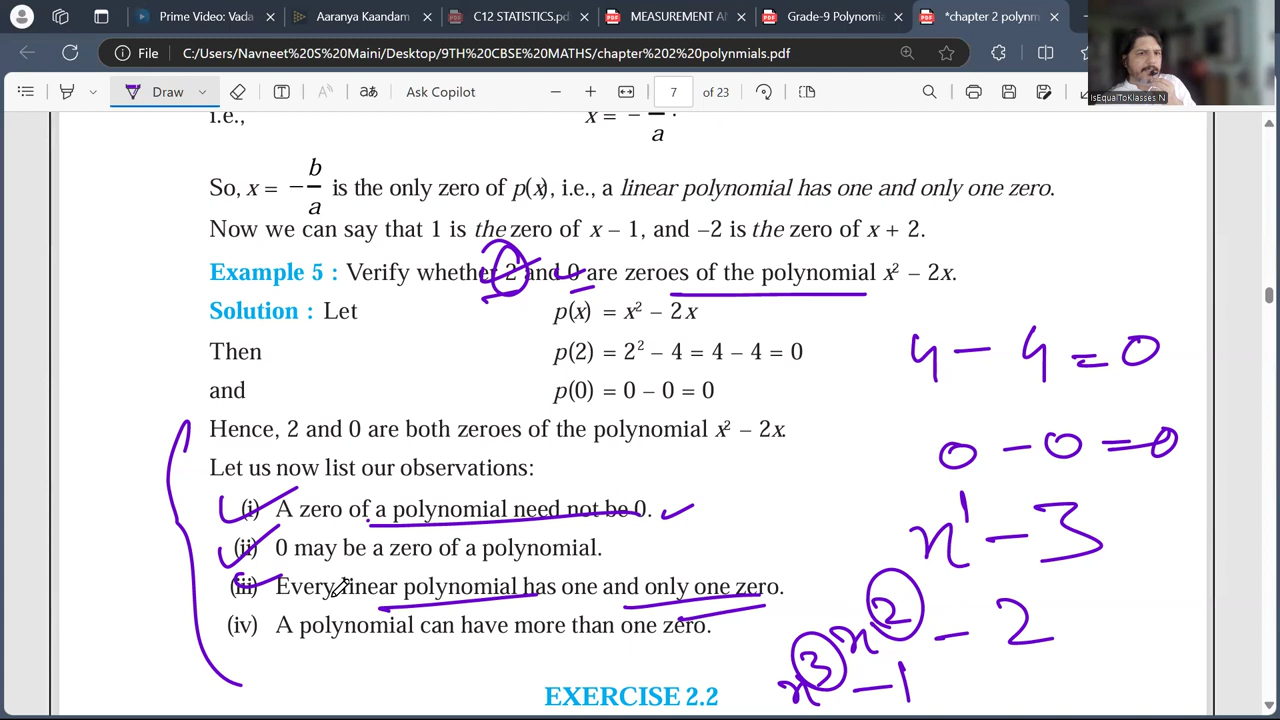 Prime Video: Vada
Aaranya Kaandam
C12 STATISTICS.pd
MEASUREMENT AN
Grade-9 Polynomia
*chapter 2 polynm
File
C:/Users/Navneet%20S%20Maini/Desktop/9TH%20CBSE%20MATHS/chapter%202%20polynmials.pdf
Draw
aあ
Ask Copilot
7 of 23
IsEqualToKlasses N
i.e., x = – —/a .
So, x = – b/a is the only zero of p(x), i.e., a linear polynomial has one and only one zero.
Now we can say that 1 is the zero of x – 1, and –2 is the zero of x + 2.
Example 5 : Verify whether 2 and 0 are zeroes of the polynomial x² – 2x.
Solution : Let p(x) = x² – 2x
Then p(2) = 2² – 4 = 4 – 4 = 0
and p(0) = 0 – 0 = 0
Hence, 2 and 0 are both zeroes of the polynomial x² – 2x.
Let us now list our observations:
(i) A zero of a polynomial need not be 0.
(ii) 0 may be a zero of a polynomial.
(iii) Every linear polynomial has one and only one zero.
(iv) A polynomial can have more than one zero.
EXERCISE 2.2
4 – 4 = 0
0 – 0 = 0
x¹ – 3
x² – 2
x³ – 1